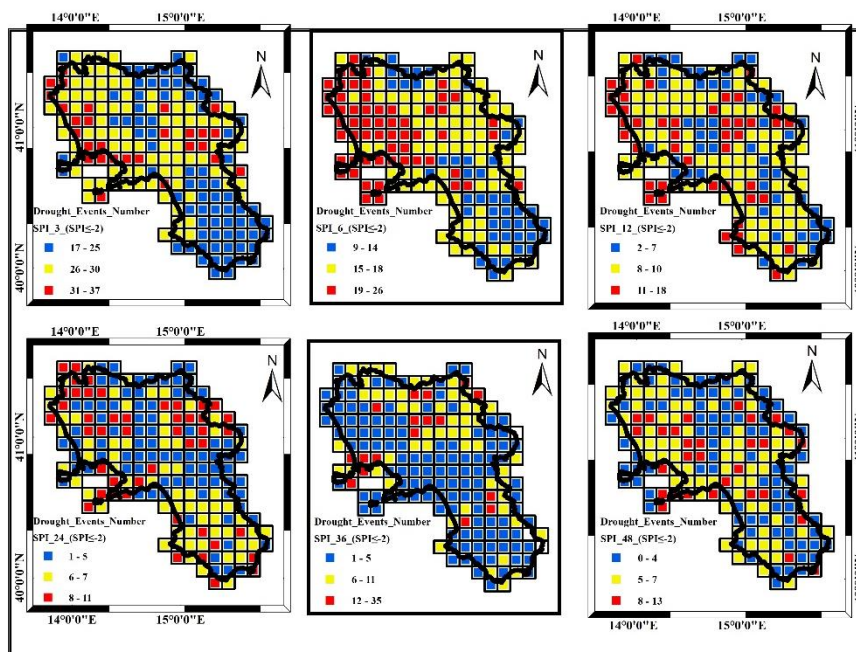 14°0'0"E 15°0'0"E 14°0'0"E 15°0'0"E
N N N
41°0'0"N
40°0'0"N
Drought_Events_Number
SPI_3_(SPI≤-2)
17 - 25
26 - 30
31 - 37
Drought_Events_Number
SPI_6_(SPI≤-2)
9 - 14
15 - 18
19 - 26
Drought_Events_Number
SPI_12_(SPI≤-2)
2 - 7
8 - 10
11 - 18
14°0'0"E 15°0'0"E 14°0'0"E 15°0'0"E
N N N
41°0'0"N
40°0'0"N
Drought_Events_Number
SPI_24_(SPI≤-2)
1 - 5
6 - 7
8 - 11
Drought_Events_Number
SPI_36_(SPI≤-2)
1 - 5
6 - 11
12 - 35
Drought_Events_Number
SPI_48_(SPI≤-2)
0 - 4
5 - 7
8 - 13
14°0'0"E 15°0'0"E 14°0'0"E 15°0'0"E